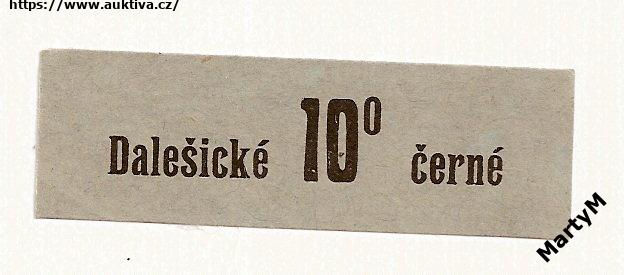 https://www.auktiva.cz/
Dalešické 10° černé
MartyM